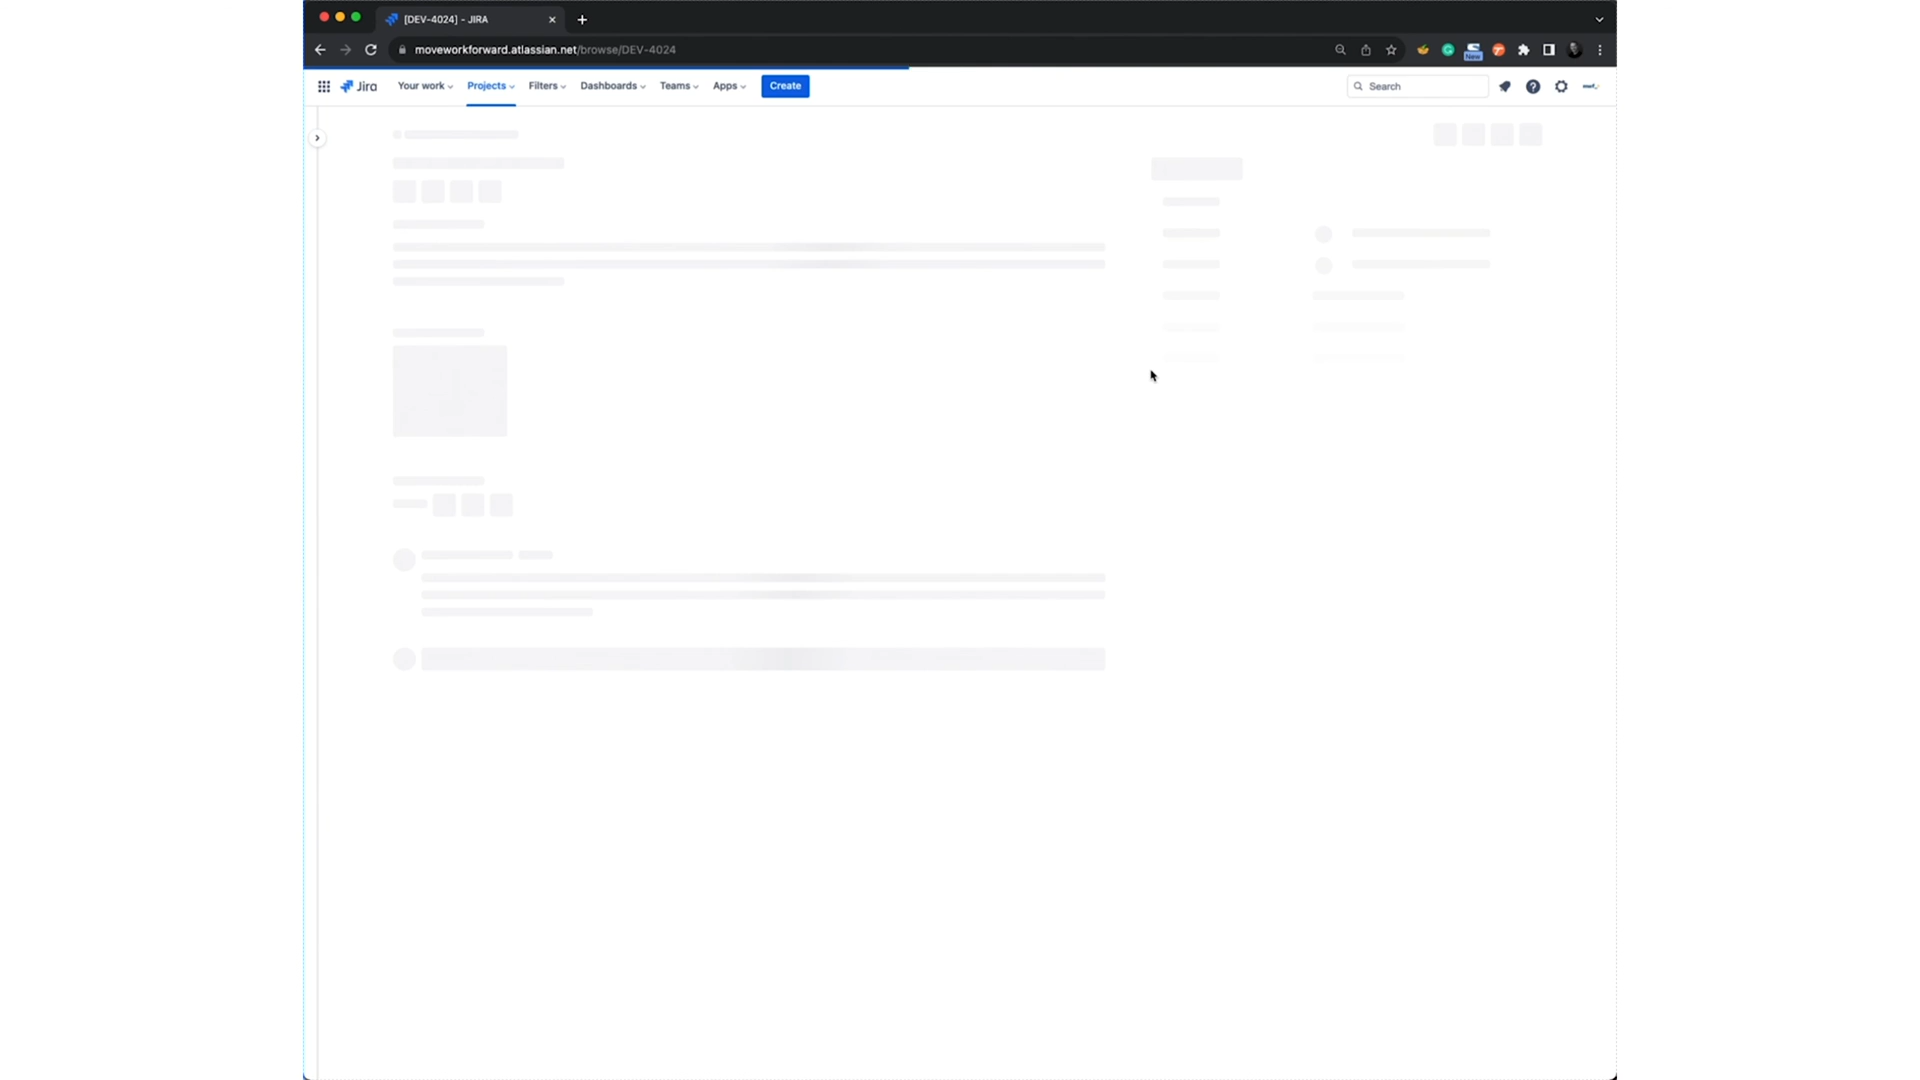 [DEV-4024] - JIRA
moveworkforward.atlassian.net/browse/DEV-4024
New
Jira
Your work
Projects
Filters
Dashboards
Teams
Apps
Create
Search